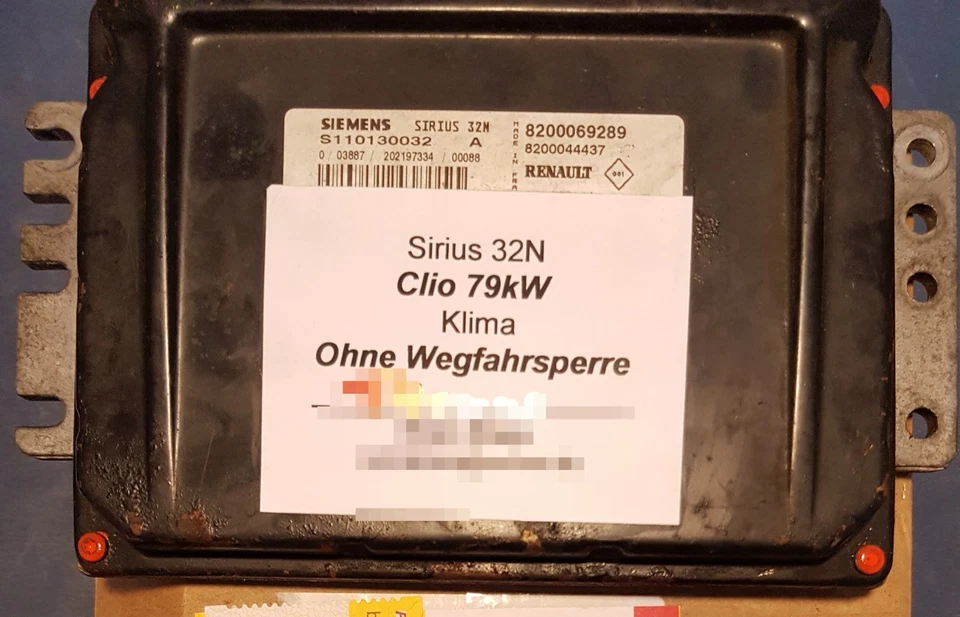 SIEMENS SIRIUS 32N
S110130032 A
0 / 03887 / 202197334 / 00088
MADE IN FRA
8200069289
8200044437
RENAULT
Sirius 32N
Clio 79kW
Klima
Ohne Wegfahrsperre